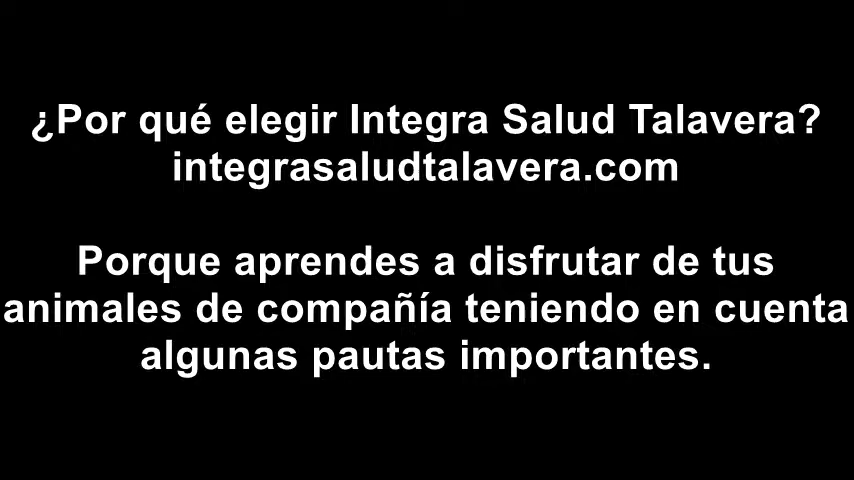 ¿Por qué elegir Integra Salud Talavera?
integrasaludtalavera.com
Porque aprendes a disfrutar de tus
animales de compañía teniendo en cuenta
algunas pautas importantes.